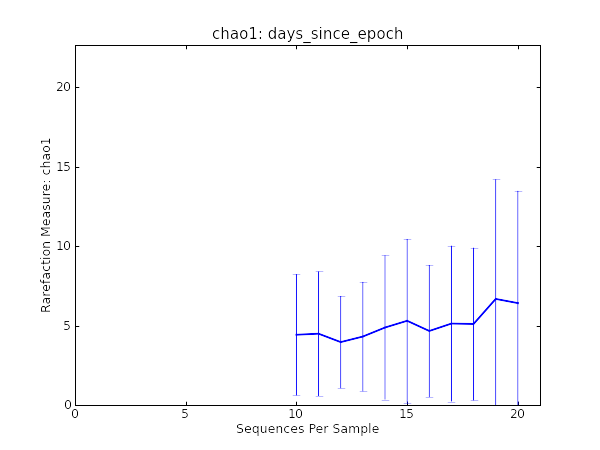 chao1: days_since_epoch
Rarefaction Measure: chao1
20
15
10
5
0
0 5 10 15 20
Sequences Per Sample